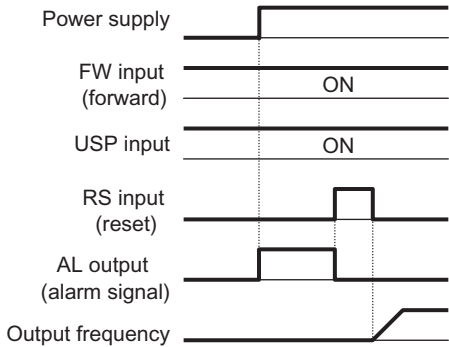 Power supply
FW input
(forward)
ON
USP input
ON
RS input
(reset)
AL output
(alarm signal)
Output frequency